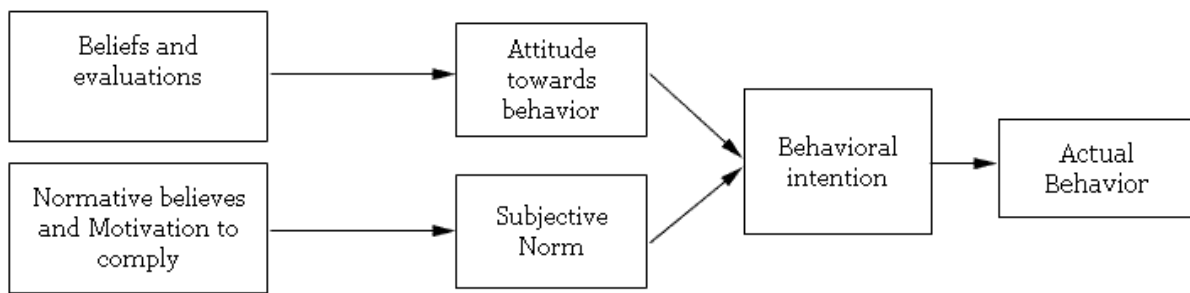 Beliefs and
evaluations
Attitude
towards
behavior
Behavioral
intention
Actual
Behavior
Normative believes
and Motivation to
comply
Subjective
Norm